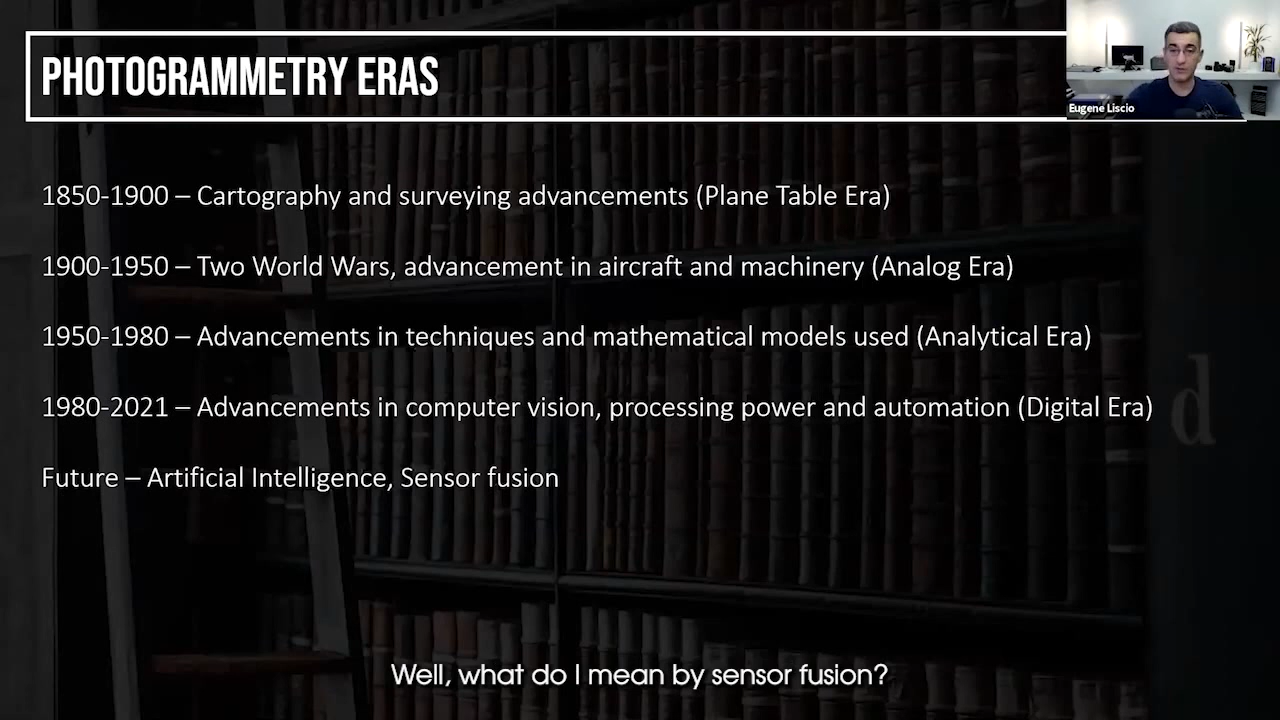 PHOTOGRAMMETRY ERAS
Eugene Liscio
1850-1900 – Cartography and surveying advancements (Plane Table Era)
1900-1950 – Two World Wars, advancement in aircraft and machinery (Analog Era)
1950-1980 – Advancements in techniques and mathematical models used (Analytical Era)
1980-2021 – Advancements in computer vision, processing power and automation (Digital Era)
d
Future – Artificial Intelligence, Sensor fusion
Well, what do I mean by sensor fusion?